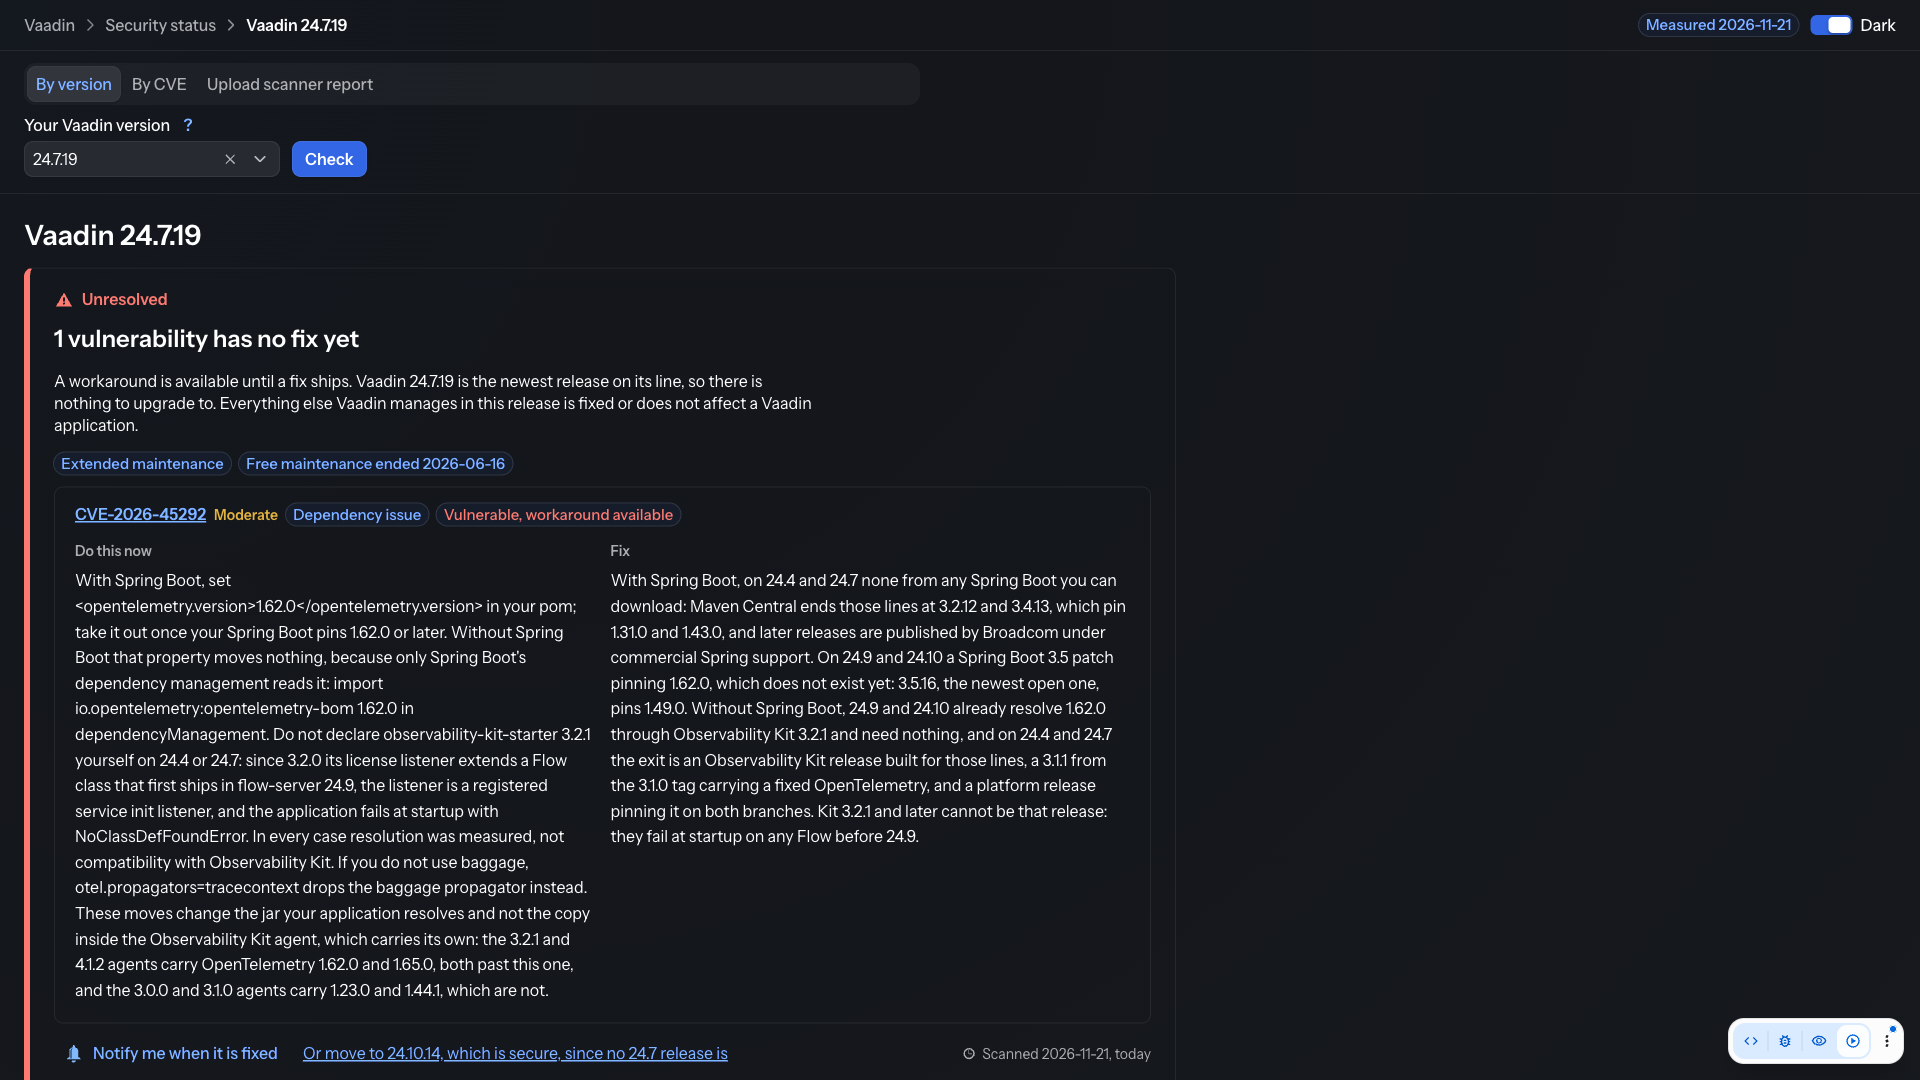 Vaadin > Security status > Vaadin 24.7.19
Measured 2026-11-21
Dark
By version
By CVE
Upload scanner report
Your Vaadin version ?
24.7.19
Check
Vaadin 24.7.19
Unresolved
1 vulnerability has no fix yet
A workaround is available until a fix ships. Vaadin 24.7.19 is the newest release on its line, so there is
nothing to upgrade to. Everything else Vaadin manages in this release is fixed or does not affect a Vaadin
application.
Extended maintenance
Free maintenance ended 2026-06-16
CVE-2026-45292 Moderate Dependency issue Vulnerable, workaround available
Do this now
With Spring Boot, set
<opentelemetry.version>1.62.0</opentelemetry.version> in your pom;
take it out once your Spring Boot pins 1.62.0 or later. Without Spring
Boot that property moves nothing, because only Spring Boot's
dependency management reads it: import
io.opentelemetry:opentelemetry-bom 1.62.0 in
dependencyManagement. Do not declare observability-kit-starter 3.2.1
yourself on 24.4 or 24.7: since 3.2.0 its license listener extends a Flow
class that first ships in flow-server 24.9, the listener is a registered
service init listener, and the application fails at startup with
NoClassDefFoundError. In every case resolution was measured, not
compatibility with Observability Kit. If you do not use baggage,
otel.propagators=tracecontext drops the baggage propagator instead.
These moves change the jar your application resolves and not the copy
inside the Observability Kit agent, which carries its own: the 3.2.1 and
4.1.2 agents carry OpenTelemetry 1.62.0 and 1.65.0, both past this one,
and the 3.0.0 and 3.1.0 agents carry 1.23.0 and 1.44.1, which are not.
Fix
With Spring Boot, on 24.4 and 24.7 none from any Spring Boot you can
download: Maven Central ends those lines at 3.2.12 and 3.4.13, which pin
1.31.0 and 1.43.0, and later releases are published by Broadcom under
commercial Spring support. On 24.9 and 24.10 a Spring Boot 3.5 patch
pinning 1.62.0, which does not exist yet: 3.5.16, the newest open one,
pins 1.49.0. Without Spring Boot, 24.9 and 24.10 already resolve 1.62.0
through Observability Kit 3.2.1 and need nothing, and on 24.4 and 24.7
the exit is an Observability Kit release built for those lines, a 3.1.1 from
the 3.1.0 tag carrying a fixed OpenTelemetry, and a platform release
pinning it on both branches. Kit 3.2.1 and later cannot be that release:
they fail at startup on any Flow before 24.9.
Notify me when it is fixed
Or move to 24.10.14, which is secure, since no 24.7 release is
Scanned 2026-11-21, today